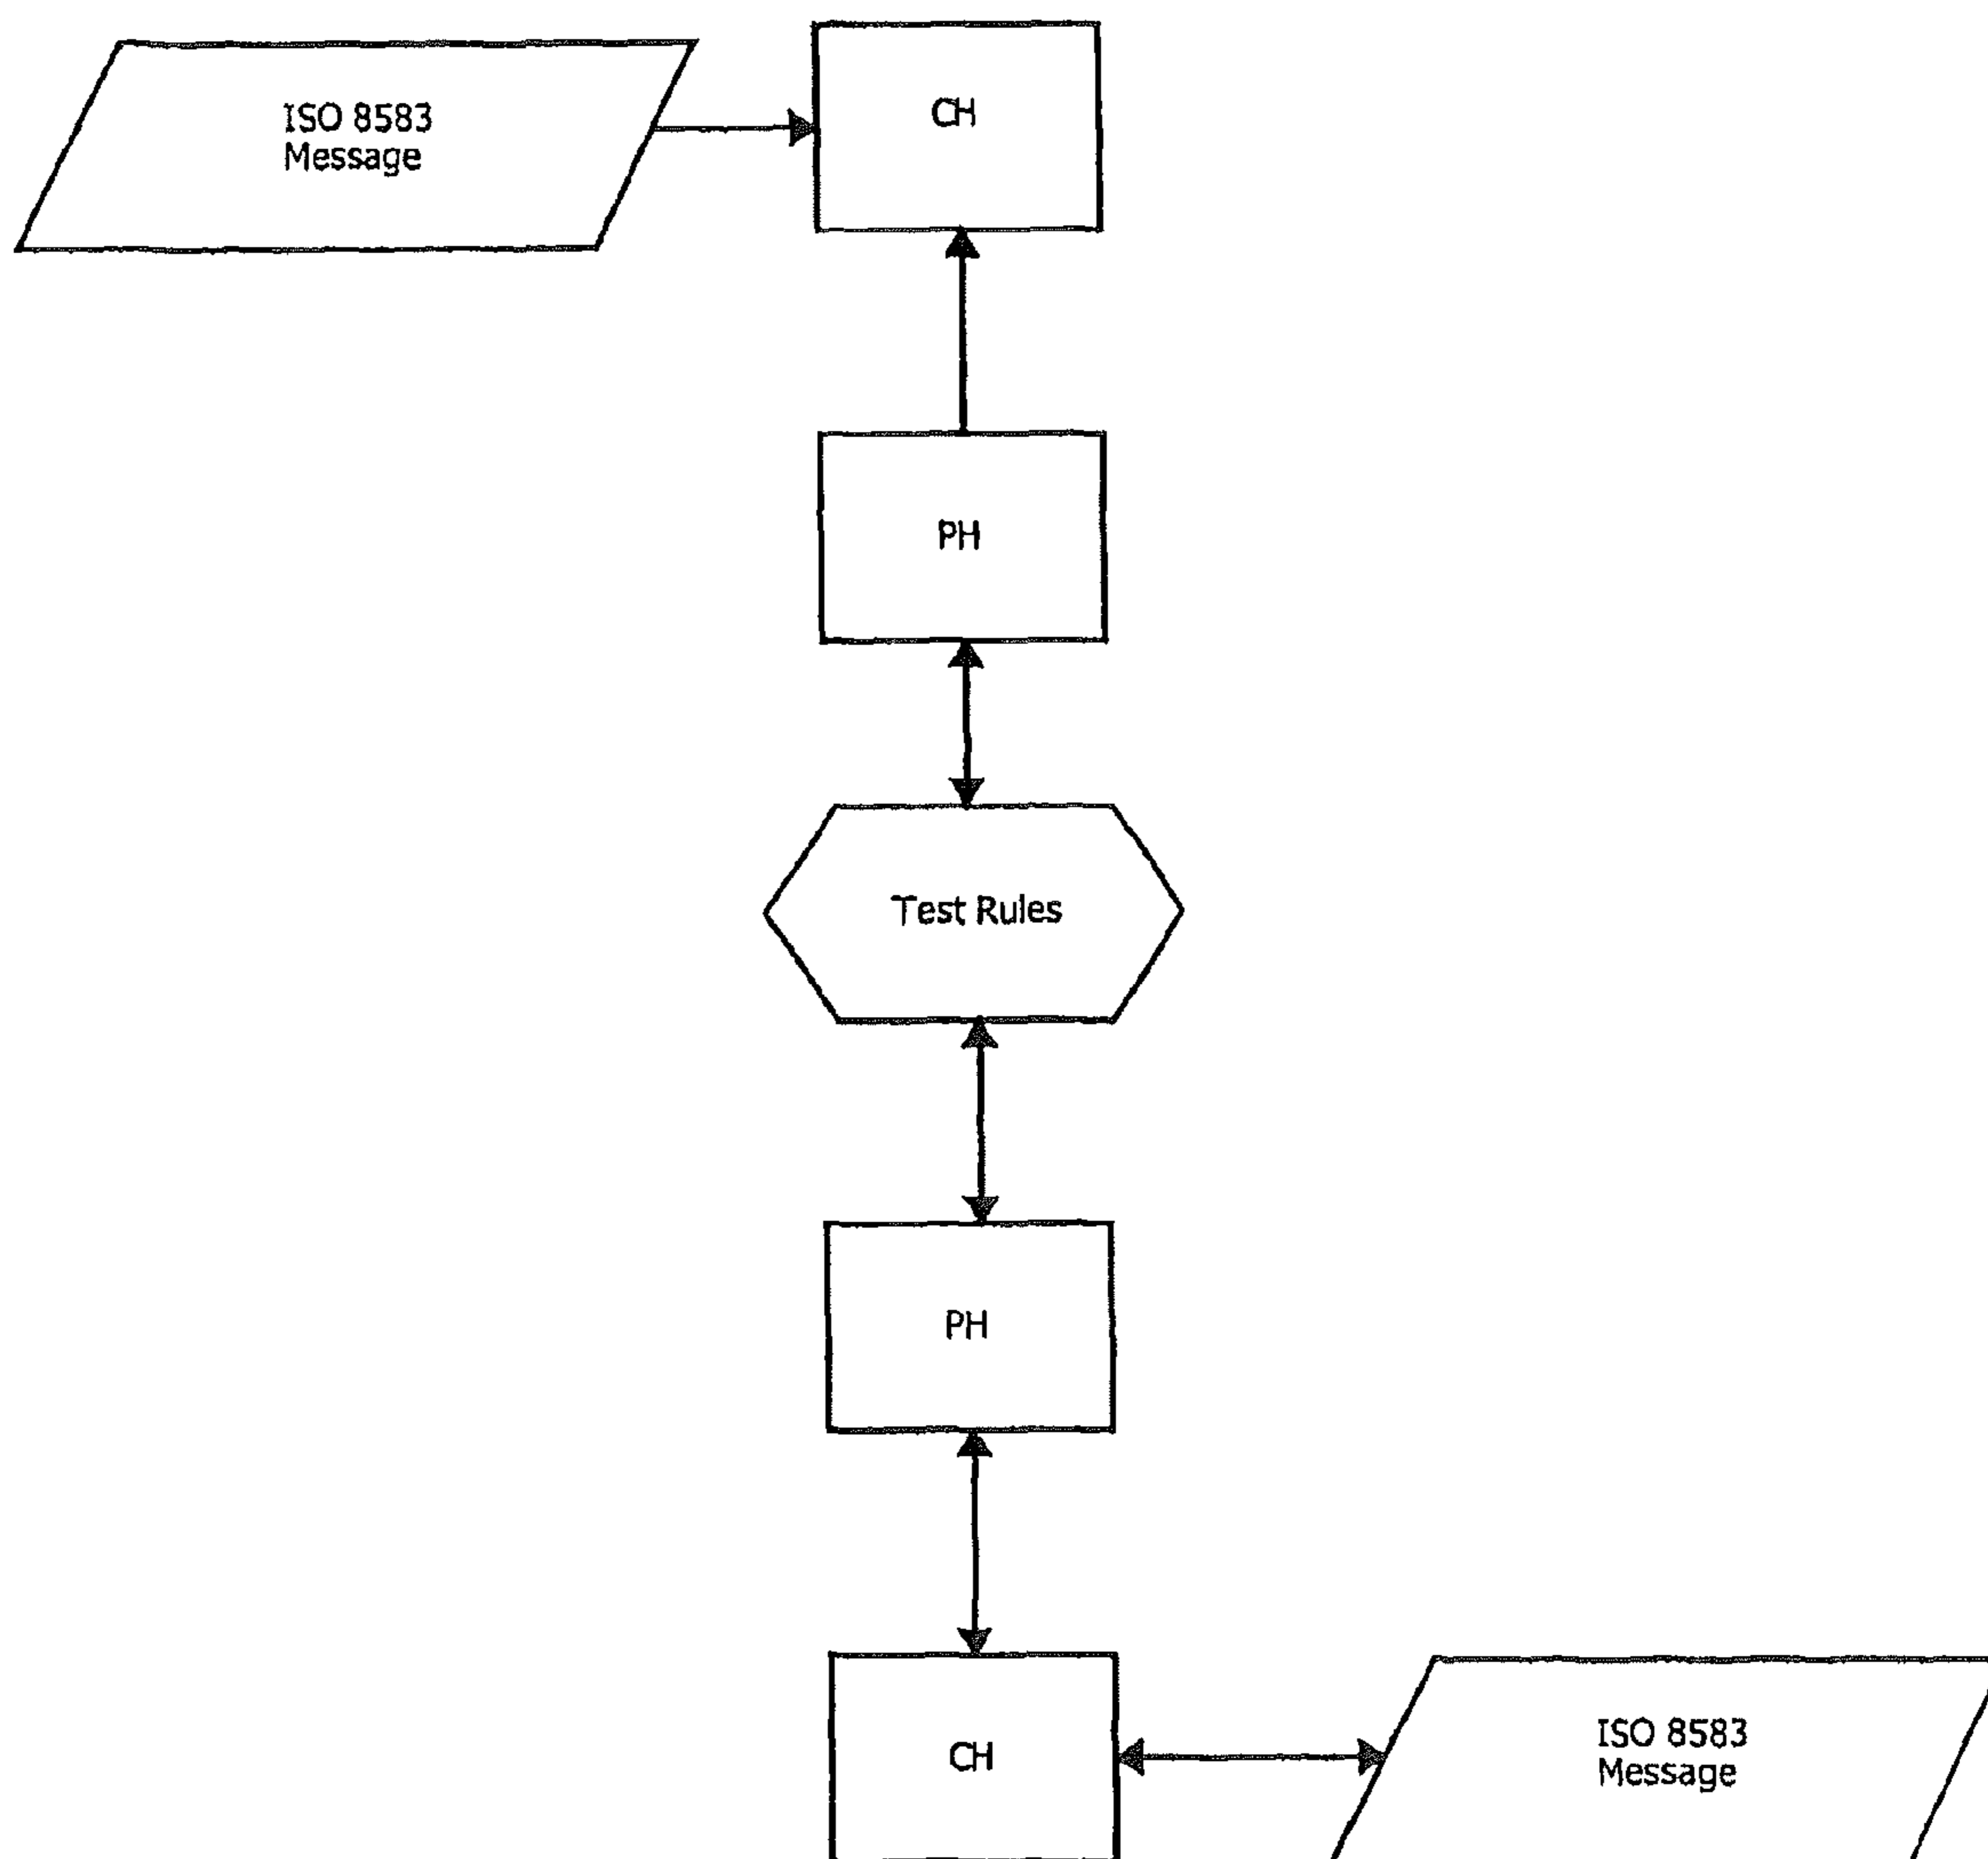 ISO 8583
Message
CH
PH
Test Rules
PH
CH
ISO 8583
Message